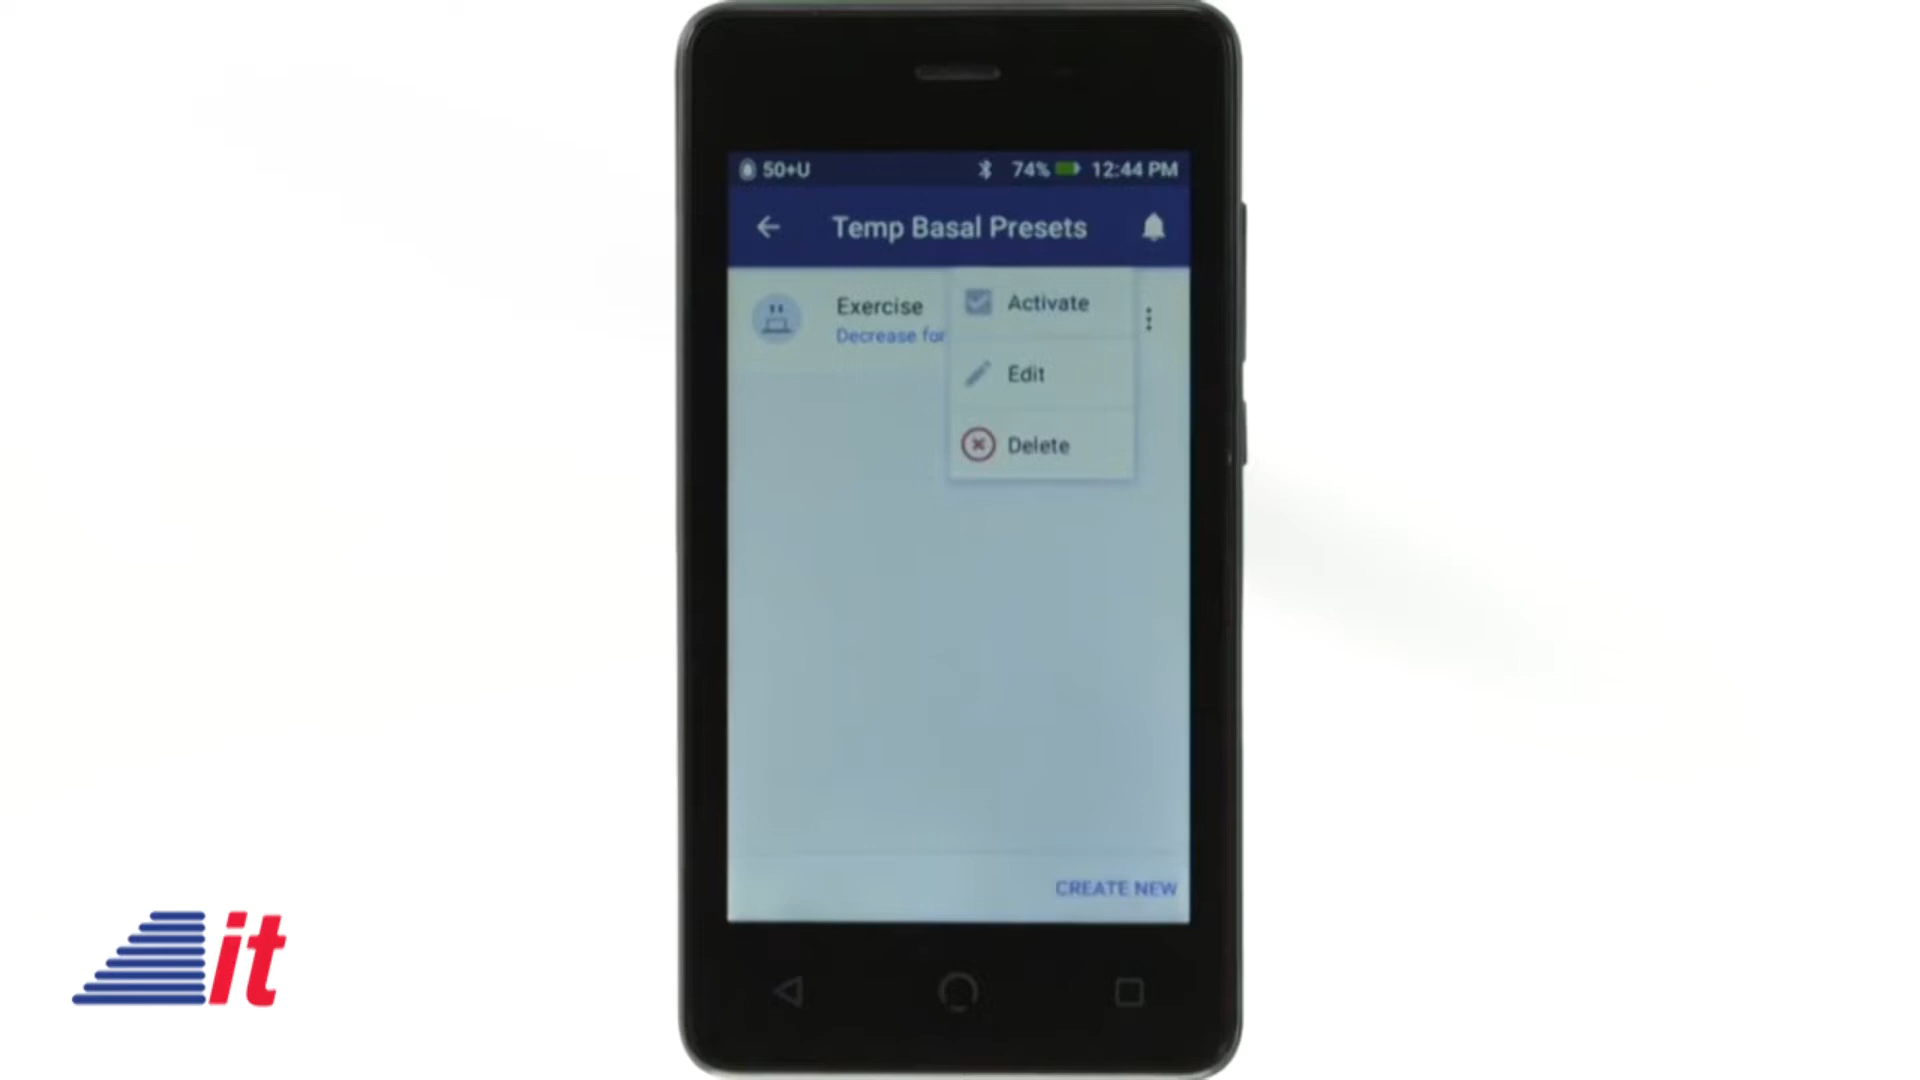 50+U 74% 12:44 PM
Temp Basal Presets
Exercise
Decrease for
Activate
Edit
Delete
CREATE NEW
it